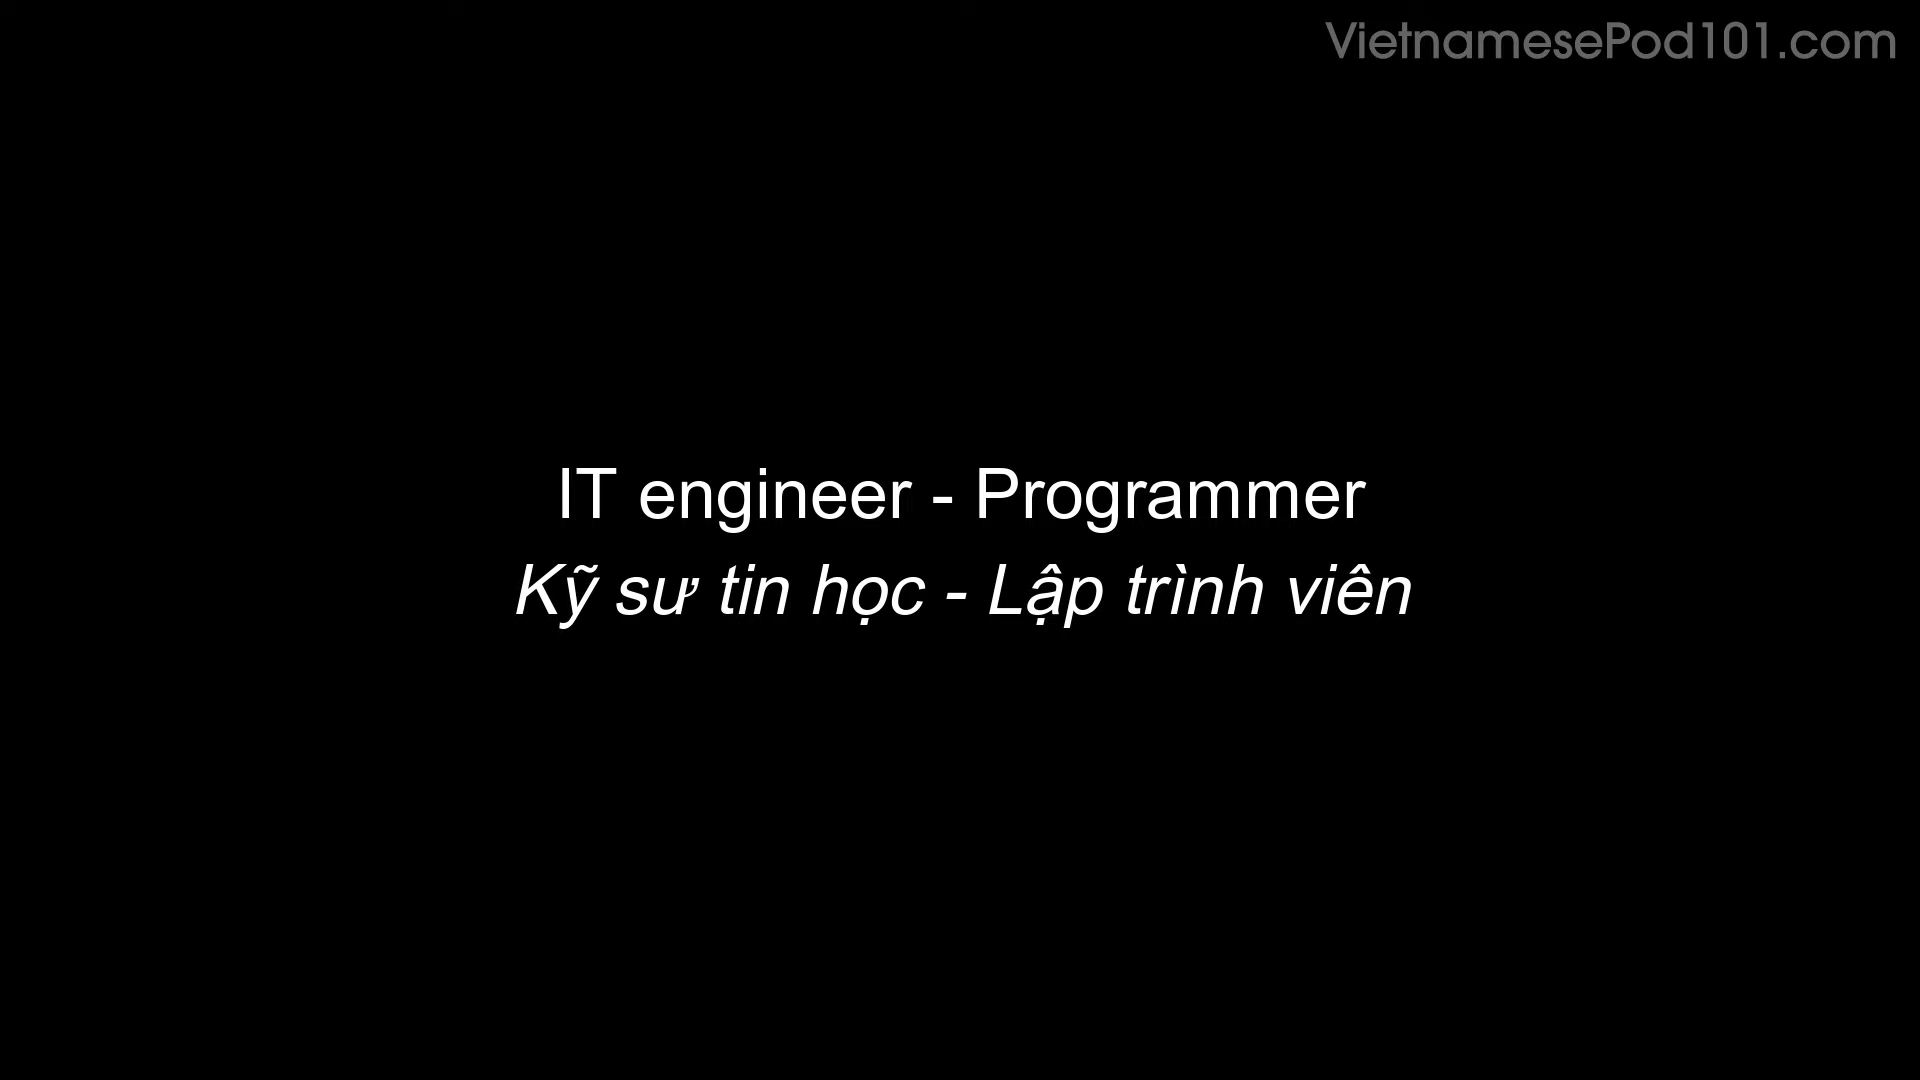 VietnamesePod101.com
IT engineer - Programmer
Kỹ sư tin học - Lập trình viên